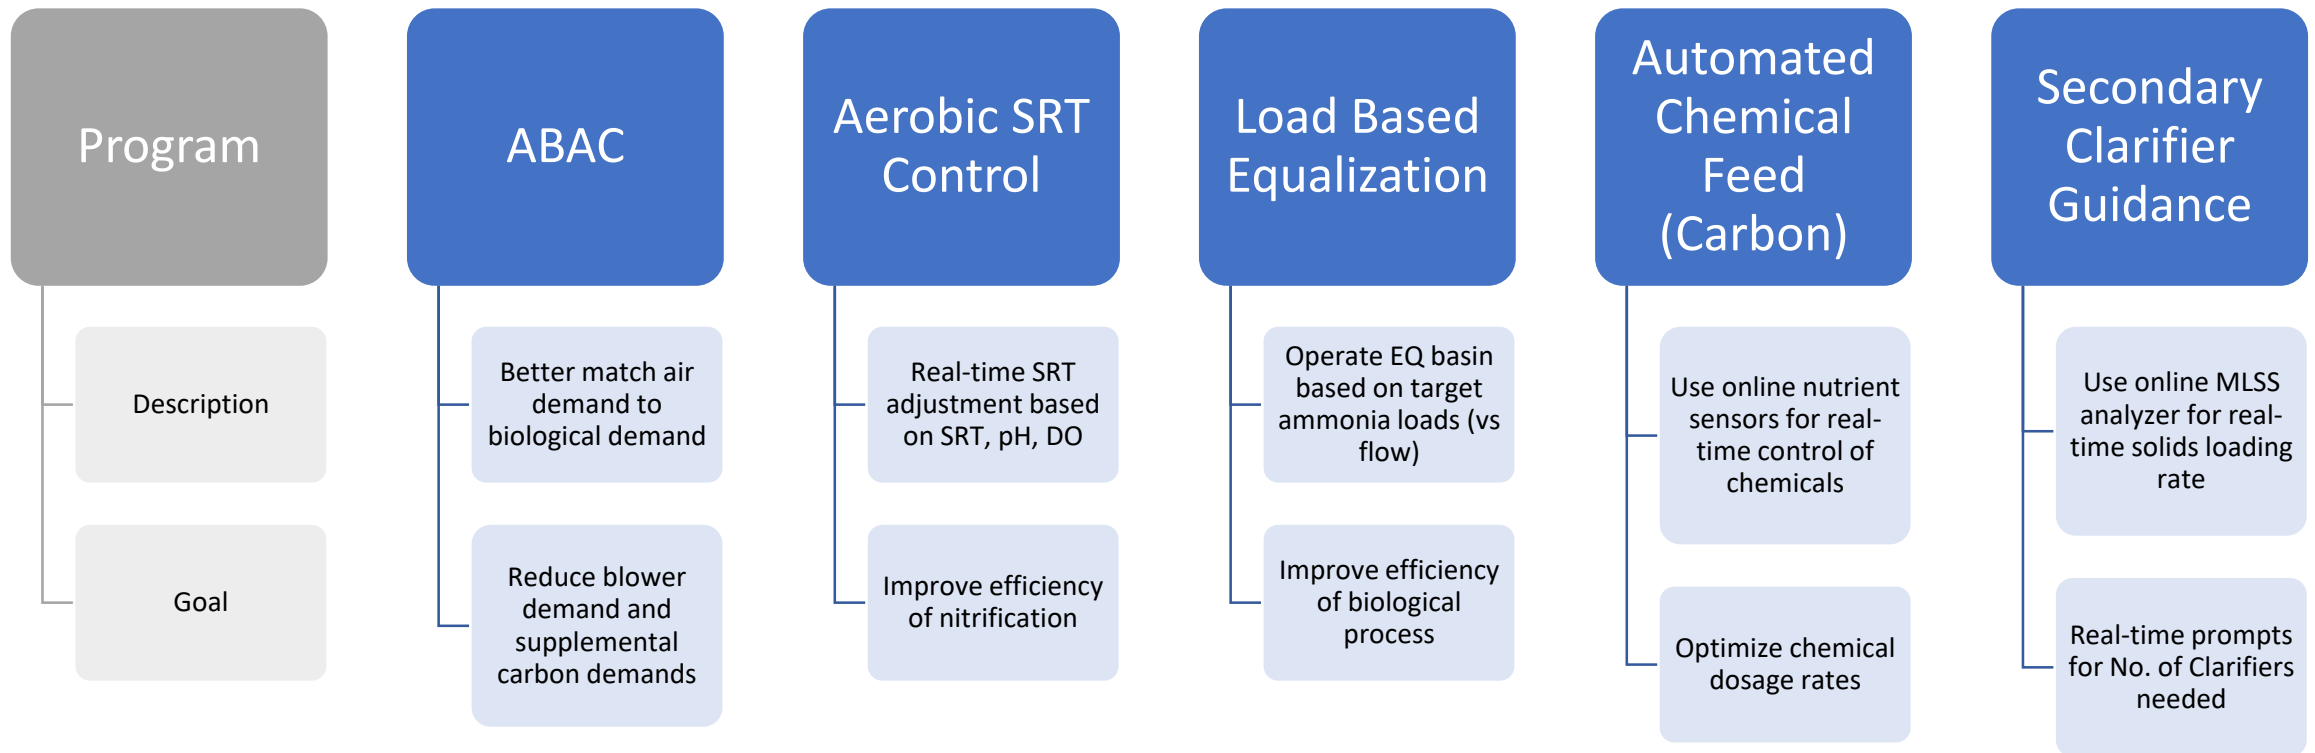 Program
Description
Goal
ABAC
Better match air
demand to
biological demand
Reduce blower
demand and
supplemental
carbon demands
Aerobic SRT
Control
Real-time SRT
adjustment based
on SRT, pH, DO
Improve efficiency
of nitrification
Load Based
Equalization
Operate EQ basin
based on target
ammonia loads (vs
flow)
Improve efficiency
of biological
process
Automated
Chemical
Feed
(Carbon)
Use online nutrient
sensors for real-
time control of
chemicals
Optimize chemical
dosage rates
Secondary
Clarifier
Guidance
Use online MLSS
analyzer for real-
time solids loading
rate
Real-time prompts
for No. of Clarifiers
needed